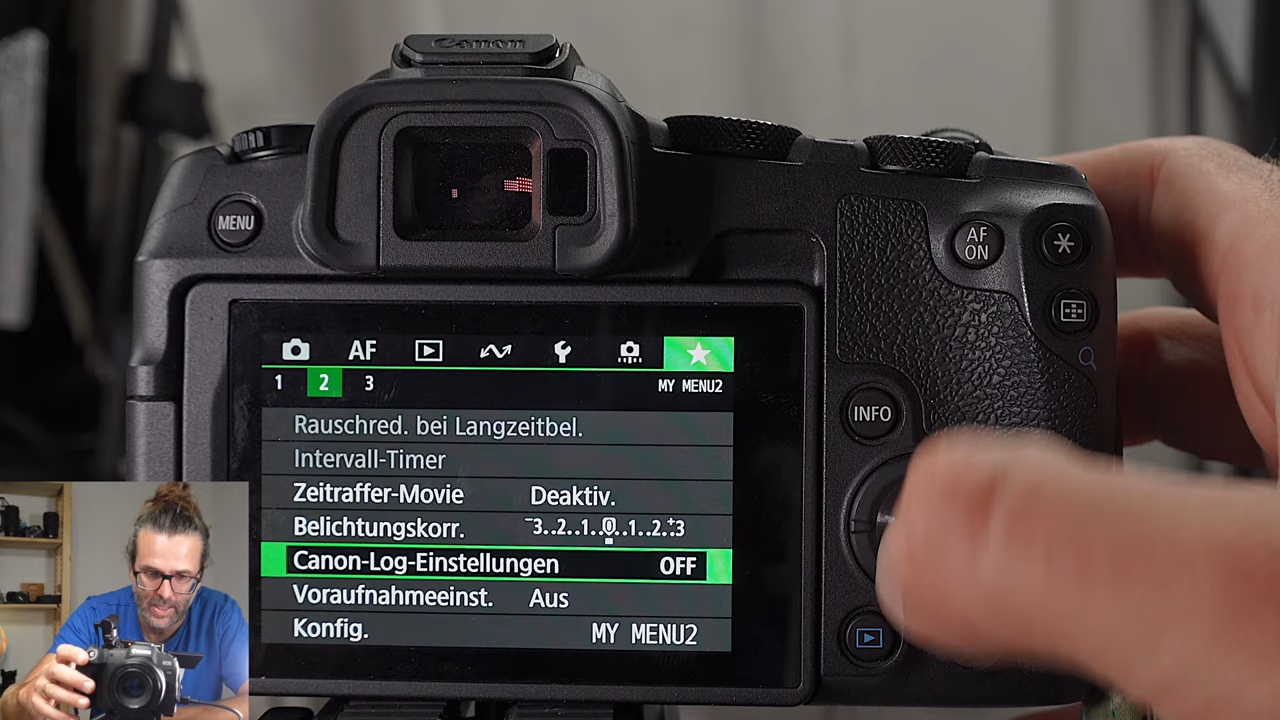 Canon
MENU
AF
ON
AF
1 2 3 MY MENU2
INFO
Rauschred. bei Langzeitbel.
Intervall-Timer
Zeitraffer-Movie Deaktiv.
Belichtungskorr. -3..2..1..0..1..2..+3
Canon-Log-Einstellungen OFF
Voraufnahmeeinst. Aus
Konfig. MY MENU2
Canon